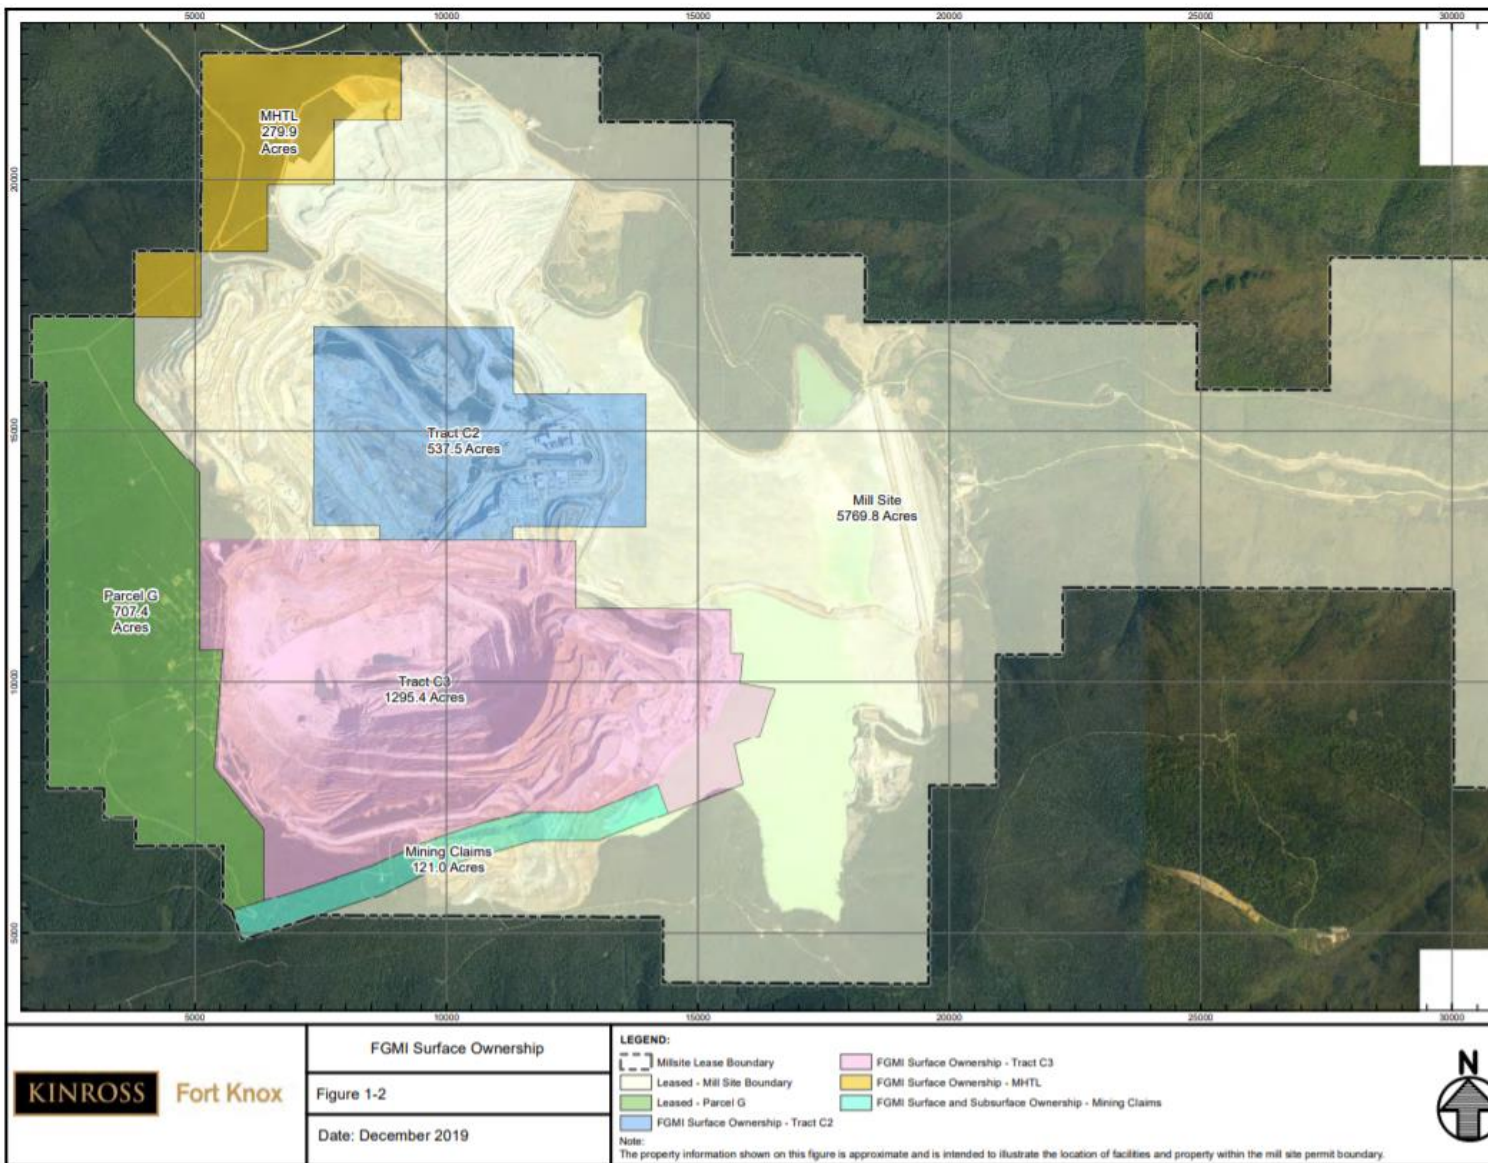 5000 10000 15000 20000 25000 30000
20000
15000
10000
5000
MHTL
279.9
Acres
Tract C2
537.5 Acres
Mill Site
5769.8 Acres
Parcel G
707.4
Acres
Tract C3
1295.4 Acres
Mining Claims
121.0 Acres
5000 10000 15000 20000 25000 30000
KINROSS Fort Knox
FGMI Surface Ownership
Figure 1-2
Date: December 2019
LEGEND:
Millsite Lease Boundary
Leased - Mill Site Boundary
Leased - Parcel G
FGMI Surface Ownership - Tract C2
FGMI Surface Ownership - Tract C3
FGMI Surface Ownership - MHTL
FGMI Surface and Subsurface Ownership - Mining Claims
Note:
The property information shown on this figure is approximate and is intended to illustrate the location of facilities and property within the mill site permit boundary.
N